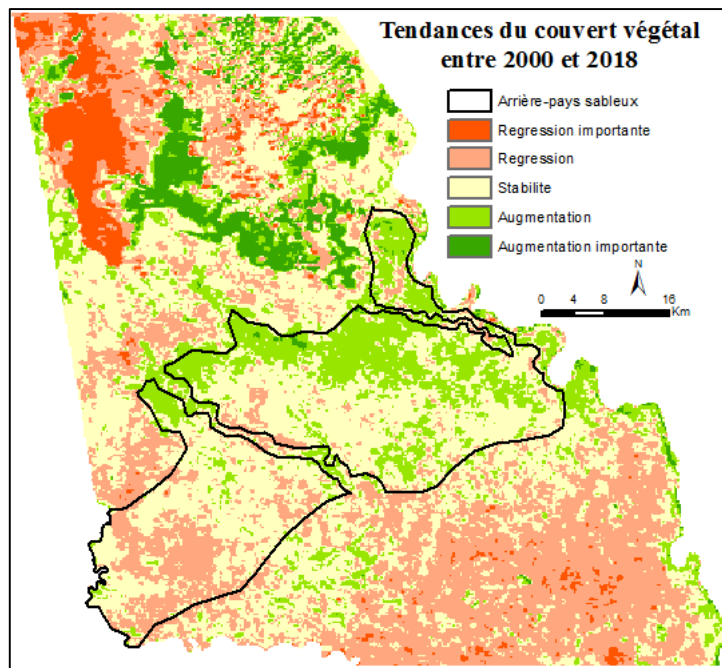 Tendances du couvert végétal
entre 2000 et 2018
Arrière-pays sableux
Regression importante
Regression
Stabilite
Augmentation
Augmentation importante
N
0 4 8 16
Km